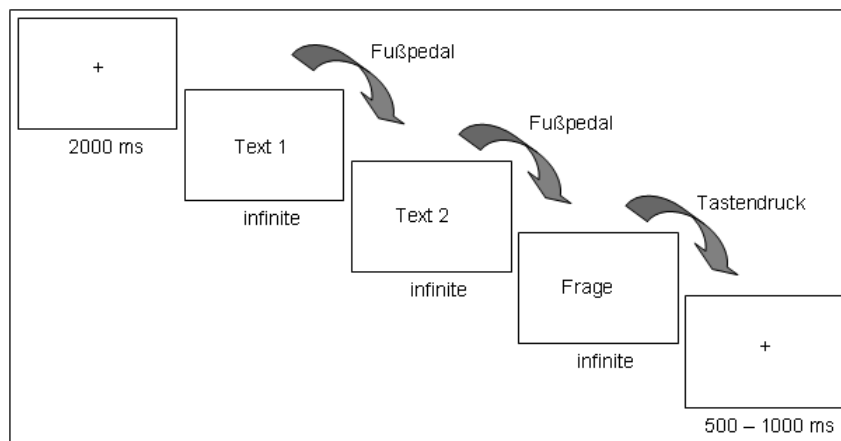 +
2000 ms
Fußpedal
Text 1
infinite
Fußpedal
Text 2
infinite
Tastendruck
Frage
infinite
+
500 – 1000 ms